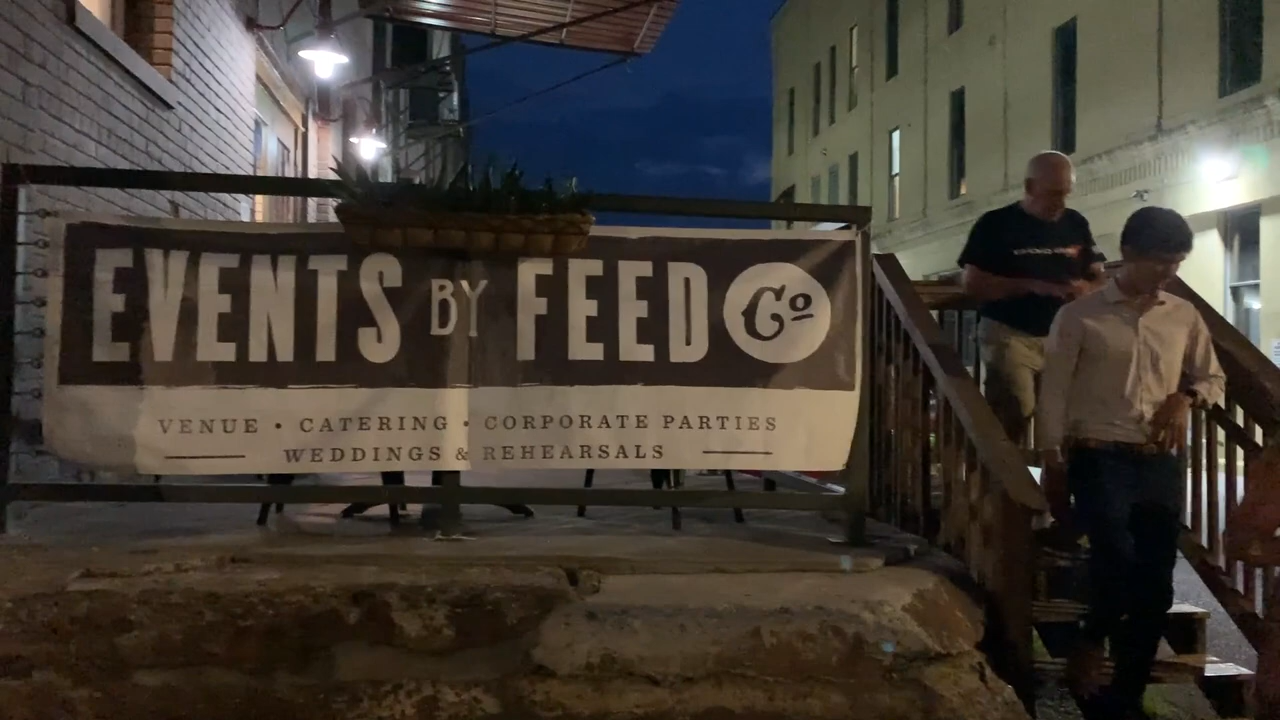 EVENTS BY FEED Co
VENUE • CATERING • CORPORATE PARTIES
WEDDINGS & REHEARSALS